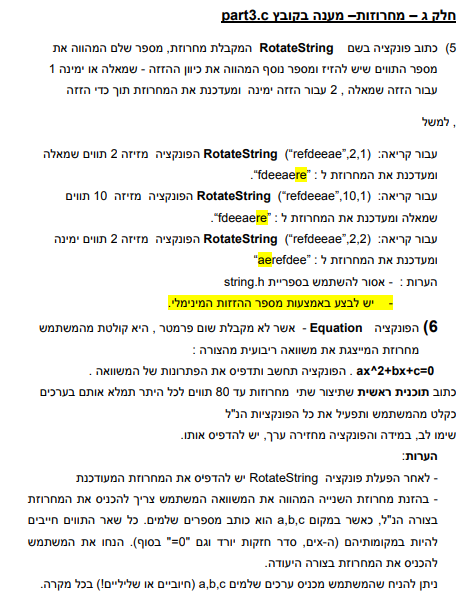 חלק ג – מחרוזות– מענה בקובץ part3.c
5) כתוב פונקציה בשם RotateString המקבלת מחרוזת, מספר שלם המהווה את
מספר התווים שיש להזיז ומספר נוסף המהווה את כיוון ההזזה - שמאלה או ימינה 1
עבור הזזה שמאלה , 2 עבור הזזה ימינה ומעדכנת את המחרוזת תוך כדי הזזה
, למשל
עבור קריאה: RotateString ("refdeeae",2,1) הפונקציה מזיזה 2 תווים שמאלה
ומעדכנת את המחרוזת ל : "fdeeaere".
עבור קריאה: RotateString ("refdeeae",10,1) הפונקציה מזיזה 10 תווים
שמאלה ומעדכנת את המחרוזת ל : "fdeeaere".
עבור קריאה: RotateString ("refdeeae",2,2) הפונקציה מזיזה 2 תווים ימינה
ומעדכנת את המחרוזת ל : "aerefdee"
הערות : - אסור להשתמש בספריית string.h
- יש לבצע באמצעות מספר ההזזות המינימלי.
6) הפונקציה Equation - אשר לא מקבלת שום פרמטר , היא קולטת מהמשתמש
מחרוזת המייצגת את משוואה ריבועית מהצורה :
ax^2+bx+c=0 . הפונקציה תחשב ותדפיס את הפתרונות של המשוואה .
כתוב תוכנית ראשית שתיצור שתי מחרוזות עד 80 תווים לכל היתר תמלא אותם בערכים
כקלט מהמשתמש ותפעיל את כל הפונקציות הנ"ל
שימו לב, במידה והפונקציה מחזירה ערך, יש להדפיס אותו.
הערות:
- לאחר הפעלת פונקציה RotateString יש להדפיס את המחרוזת המעודכנת
- בהזנת מחרוזת השנייה המהווה את המשוואה המשתמש צריך להכניס את המחרוזת
בצורה הנ"ל, כאשר במקום a,b,c הוא כותב מספרים שלמים. כל שאר התווים חייבים
להיות במקומותיהם (ה-xים, סדר חזקות יורד וגם "0=" בסוף). הנחו את המשתמש
להכניס את המחרוזת בצורה היעודה.
ניתן להניח שהמשתמש מכניס ערכים שלמים a,b,c (חיוביים או שליליים!) בכל מקרה.